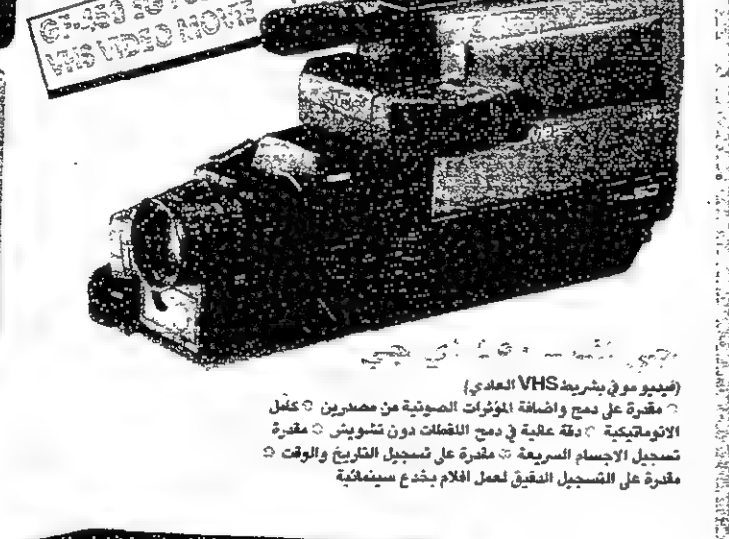 VHS VIDEO MOVIE
(فيديو موفي بشريط VHS العادي)
○ مقدرة على دمج واضافة المؤثرات الصوتية من مصدرين ○ كامل
الاتوماتيكية ○ دقة عالية في دمج اللقطات دون تشويش ○ مقدرة
تسجيل الاجسام السريعة ○ مقدرة على تسجيل التاريخ والوقت ○
مقدرة على التسجيل الدقيق لعمل افلام بخدع سينمائية